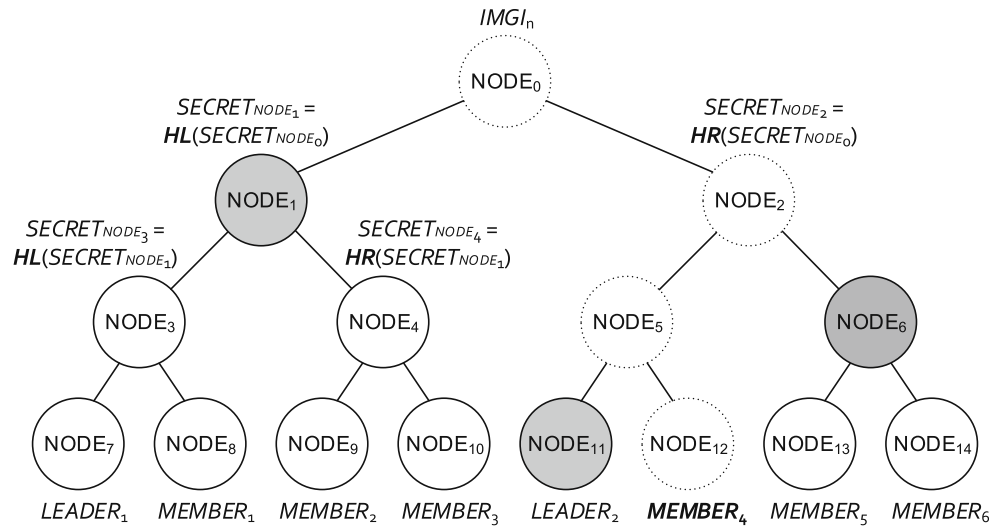 IMGIₙ
NODE₀
SECRETNODE₁ =
HL(SECRETNODE₀)
SECRETNODE₂ =
HR(SECRETNODE₀)
NODE₁
NODE₂
SECRETNODE₃ =
HL(SECRETNODE₁)
SECRETNODE₄ =
HR(SECRETNODE₁)
NODE₃
NODE₄
NODE₅
NODE₆
NODE₇
NODE₈
NODE₉
NODE₁₀
NODE₁₁
NODE₁₂
NODE₁₃
NODE₁₄
LEADER₁
MEMBER₁
MEMBER₂
MEMBER₃
LEADER₂
MEMBER₄
MEMBER₅
MEMBER₆